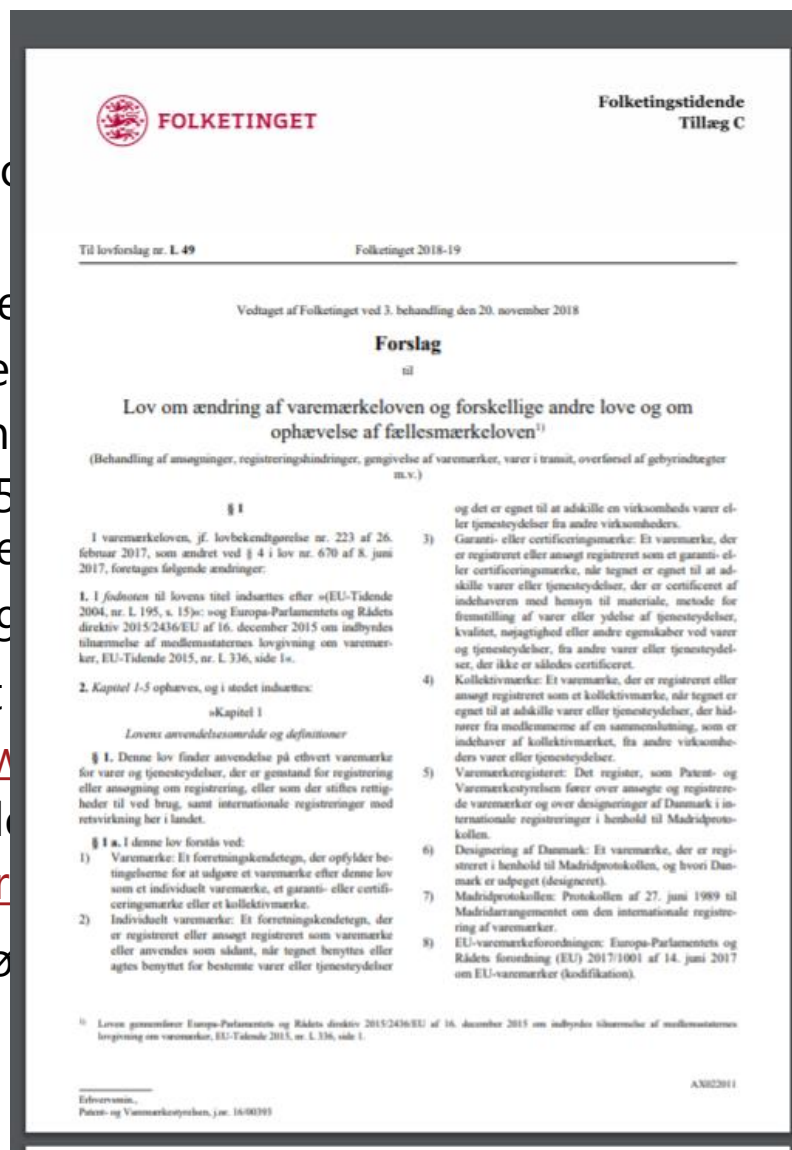 FOLKETINGET
Folketingstidende
Tillæg C
Til lovforslag nr. L 49
Folketinget 2018-19
Vedtaget af Folketinget ved 3. behandling den 20. november 2018
Forslag
til
Lov om ændring af varemærkeloven og forskellige andre love og om
ophævelse af fællesmærkeloven1)
(Behandling af ansøgninger, registreringshindringer, gengivelse af varemærker, varer i transit, overførsel af gebyrindtægter
m.v.)
§ 1
I varemærkeloven, jf. lovbekendtgørelse nr. 223 af 26.
februar 2017, som ændret ved § 4 i lov nr. 670 af 8. juni
2017, foretages følgende ændringer:
1. I fodnoten til lovens titel indsættes efter »(EU-Tidende
2004, nr. L 195, s. 15)«: »og Europa-Parlamentets og Rådets
direktiv 2015/2436/EU af 16. december 2015 om indbyrdes
tilnærmelse af medlemsstaternes lovgivning om varemær-
ker, EU-Tidende 2015, nr. L 336, side 1«.
2. Kapitel 1-5 ophæves, og i stedet indsættes:
»Kapitel 1
Lovens anvendelsesområde og definitioner
§ 1. Denne lov finder anvendelse på ethvert varemærke
for varer og tjenesteydelser, der er genstand for registrering
eller ansøgning om registrering, eller som der stiftes rettig-
heder til ved brug, samt internationale registreringer med
retsvirkning her i landet.
§ 1 a. I denne lov forstås ved:
1) Varemærke: Et forretningskendetegn, der opfylder be-
tingelserne for at udgøre et varemærke efter denne lov
som et individuelt varemærke, et garanti- eller certifi-
ceringsmærke eller et kollektivmærke.
2) Individuelt varemærke: Et forretningskendetegn, der
er registreret eller ansøgt registreret som varemærke
eller anvendes som sådant, når tegnet benyttes eller
agtes benyttet for bestemte varer eller tjenesteydelser
og det er egnet til at adskille en virksomheds varer el-
ler tjenesteydelser fra andre virksomheders.
3) Garanti- eller certificeringsmærke: Et varemærke, der
er registreret eller ansøgt registreret som et garanti- el-
ler certificeringsmærke, når tegnet er egnet til at ad-
skille varer eller tjenesteydelser, der er certificeret af
indehaveren med hensyn til materiale, metode for
fremstilling af varer eller ydelse af tjenesteydelser,
kvalitet, nøjagtighed eller andre egenskaber ved varer
og tjenesteydelser, fra andre varer eller tjenesteydel-
ser, der ikke er således certificeret.
4) Kollektivmærke: Et varemærke, der er registreret eller
ansøgt registreret som et kollektivmærke, når tegnet er
egnet til at adskille varer eller tjenesteydelser, der hid-
rører fra medlemmerne af en sammenslutning, som er
indehaver af kollektivmærket, fra andre virksomhe-
ders varer eller tjenesteydelser.
5) Varemærkeregisteret: Det register, som Patent- og
Varemærkestyrelsen fører over ansøgte og registrere-
de varemærker og over designeringer af Danmark i in-
ternationale registreringer i henhold til Madridproto-
kollen.
6) Designering af Danmark: Et varemærke, der er regi-
streret i henhold til Madridprotokollen, og hvori Dan-
mark er udpeget (designeret).
7) Madridprotokollen: Protokollen af 27. juni 1989 til
Madridarrangementet om den internationale registre-
ring af varemærker.
8) EU-varemærkeforordningen: Europa-Parlamentets og
Rådets forordning (EU) 2017/1001 af 14. juni 2017
om EU-varemærker (kodifikation).
1) Loven gennemfører Europa-Parlamentets og Rådets direktiv 2015/2436/EU af 16. december 2015 om indbyrdes tilnærmelse af medlemsstaternes
lovgivning om varemærker, EU-Tidende 2015, nr. L 336, side 1.
AX022011
Erhvervsmin.,
Patent- og Varemærkestyrelsen, j.nr. 16/00393